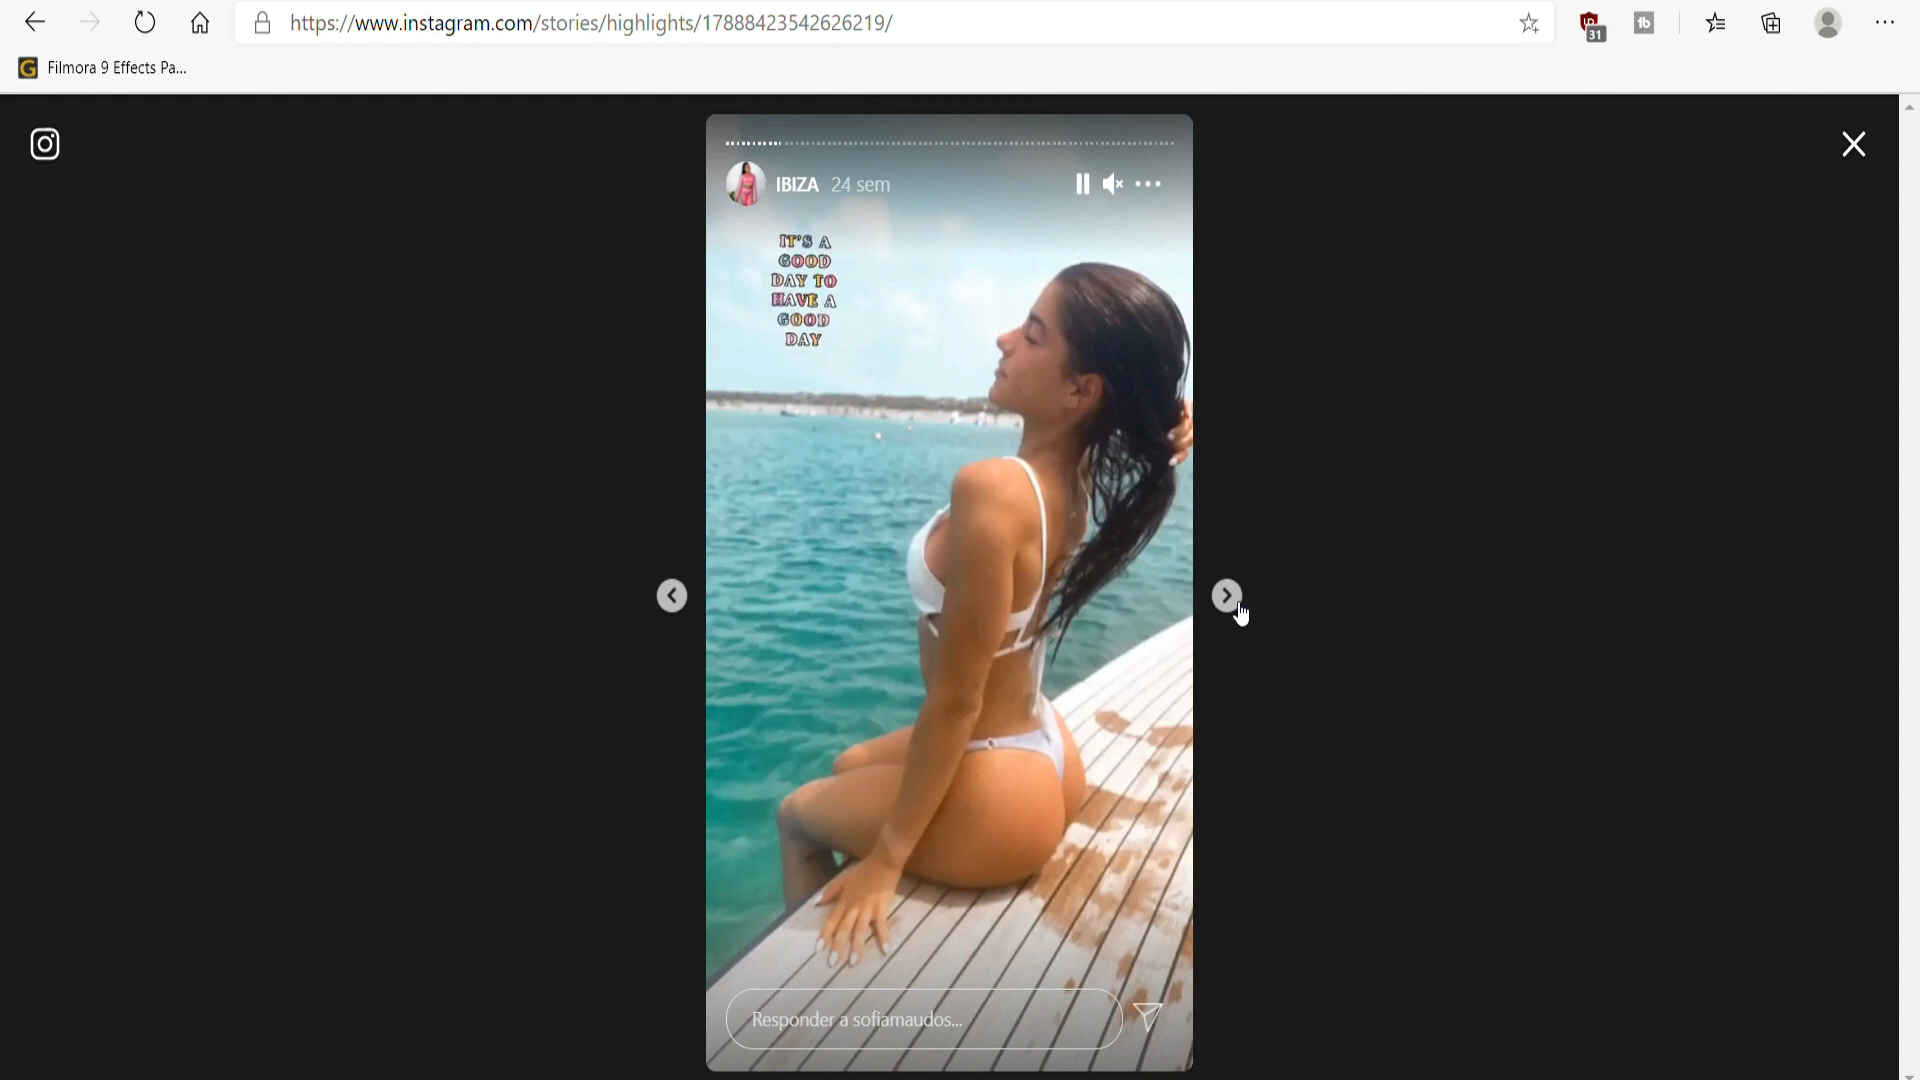 https://www.instagram.com/stories/highlights/17888423542626219/
31
tb
G Filmora 9 Effects Pa...
IBIZA 24 sem
IT'S A
GOOD
DAY TO
HAVE A
GOOD
DAY
Responder a sofiamaudos...